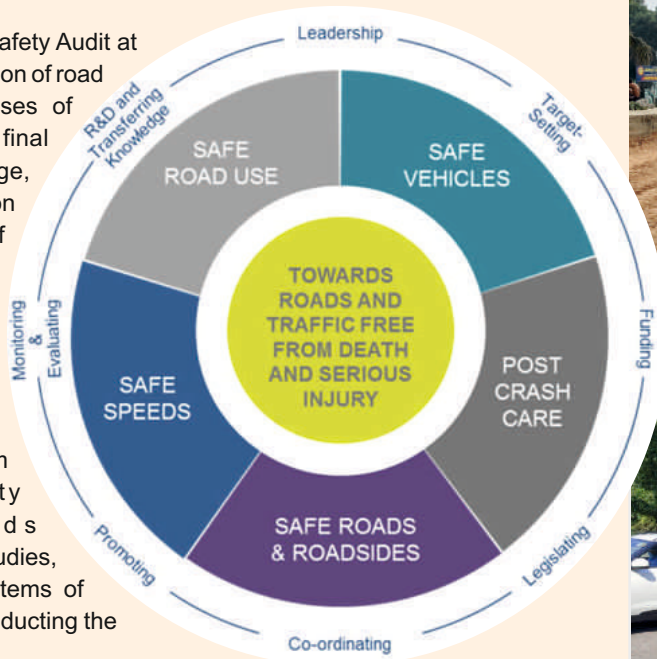 afety Audit at
on of road
ses of
final
ge,
on
f
n
ty
d s
udies,
tems of
ducting the
Leadership
Target-
Setting
Funding
Legislating
Co-ordinating
Promoting
Monitoring
&
Evaluating
R&D and
Transferring
Knowledge
SAFE
ROAD USE
SAFE
VEHICLES
POST
CRASH
CARE
SAFE ROADS
& ROADSIDES
SAFE
SPEEDS
TOWARDS
ROADS AND
TRAFFIC FREE
FROM DEATH
AND SERIOUS
INJURY